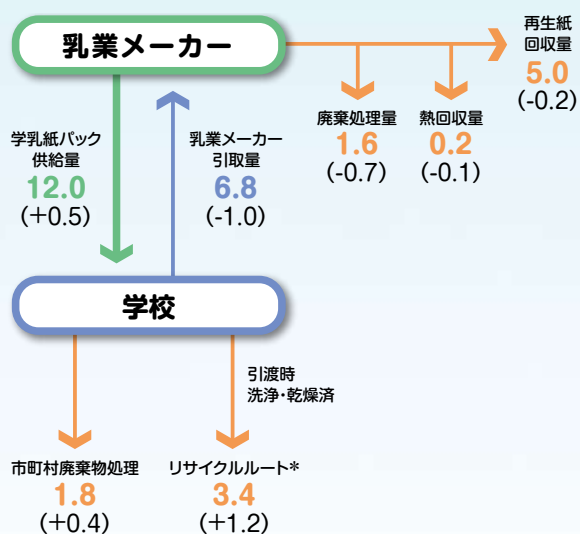 乳業メーカー
再生紙
回収量
5.0
(-0.2)
廃棄処理量
1.6
(-0.7)
熱回収量
0.2
(-0.1)
学乳紙パック
供給量
12.0
(+0.5)
乳業メーカー
引取量
6.8
(-1.0)
学校
引渡時
洗浄・乾燥済
市町村廃棄物処理
1.8
(+0.4)
リサイクルルート*
3.4
(+1.2)